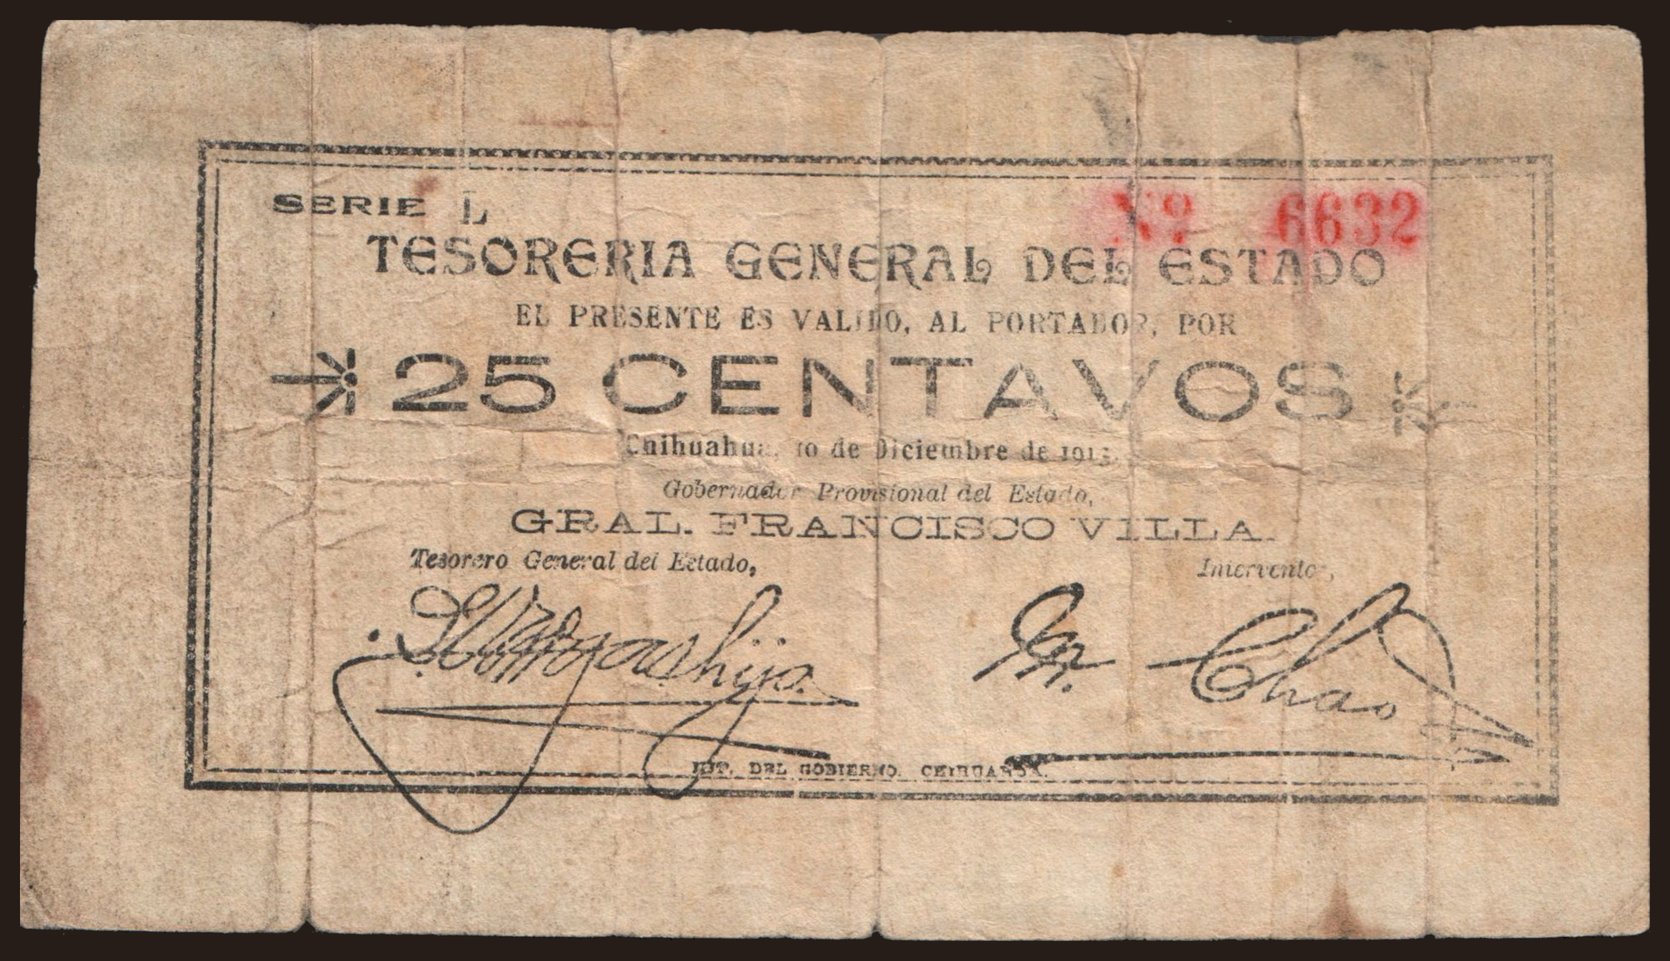 SERIE L
Nº 6632
TESORERIA GENERAL DEL ESTADO
EL PRESENTE ES VALIDO, AL PORTADOR, POR
25 CENTAVOS
Chihuahua, 10 de Diciembre de 1913.
Gobernador Provisional del Estado,
GRAL. FRANCISCO VILLA.
Tesorero General del Estado,
Interventor,
hijo.
M. Chao
IMP. DEL GOBIERNO. CHIHUAHUA.